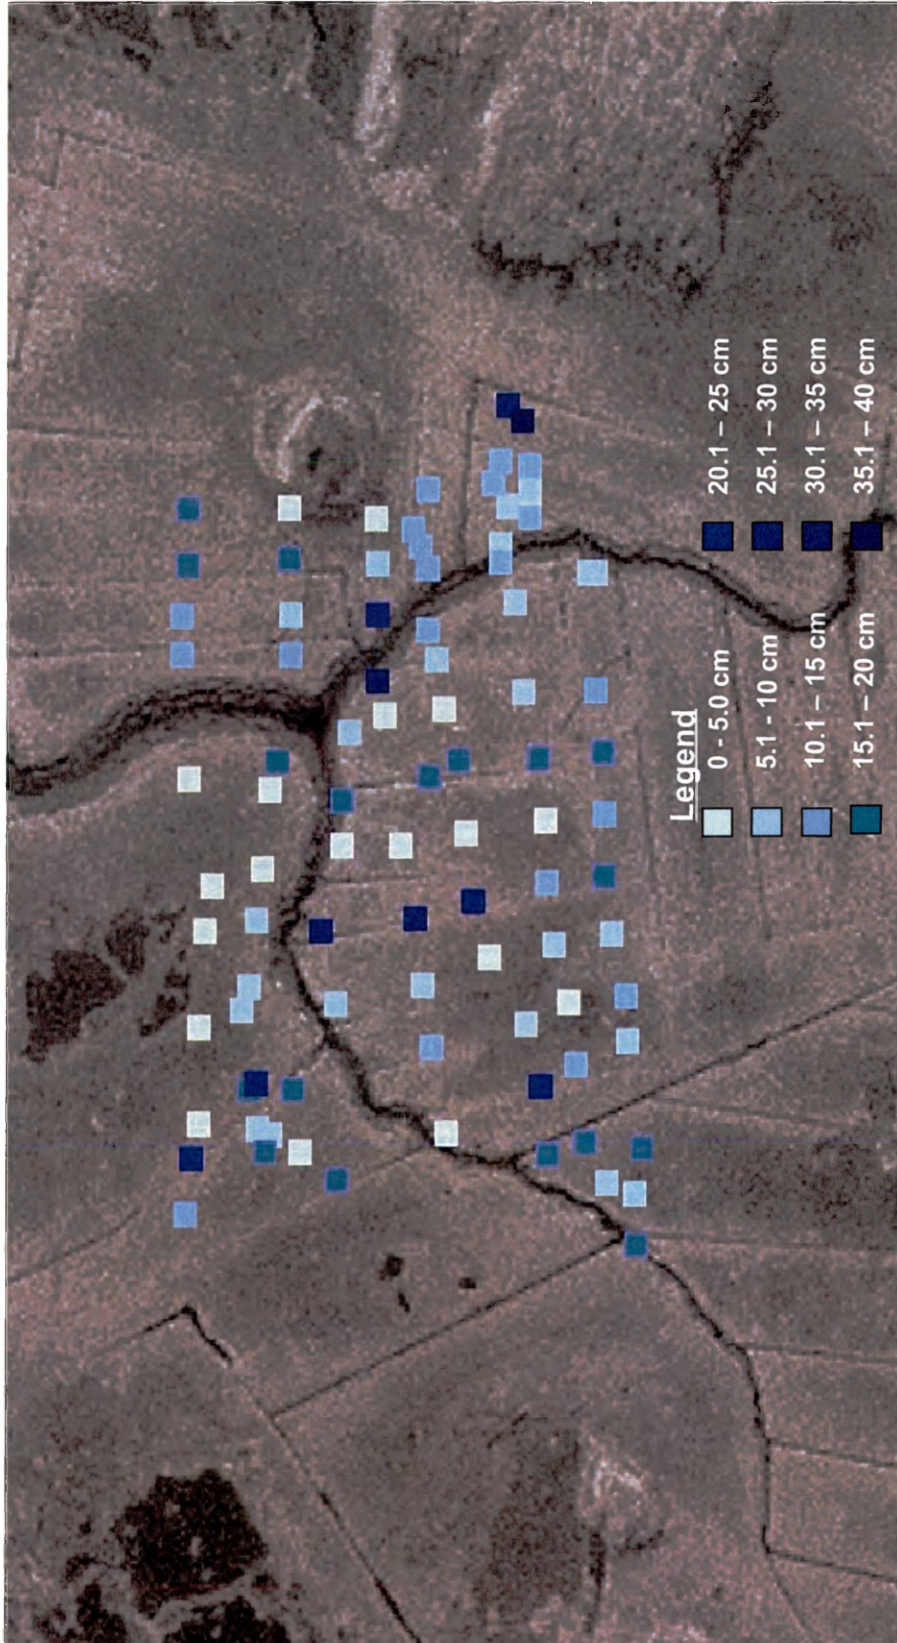 Legend
0 - 5.0 cm
5.1 - 10 cm
10.1 – 15 cm
15.1 – 20 cm
20.1 – 25 cm
25.1 – 30 cm
30.1 – 35 cm
35.1 – 40 cm